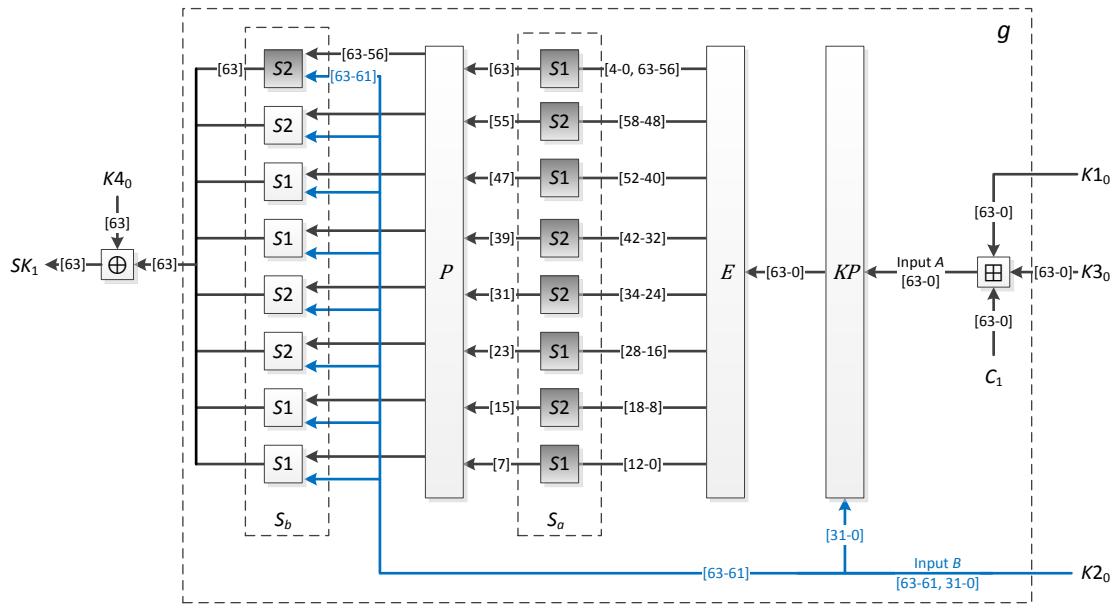 g
[63] S2 [63-56] [63] S1 [4-0, 63-56]
[63-61]
S2 [55] S2 [58-48]
S1 [47] S1 [52-40]
K4₀ K1₀
[63] S1 [39] S2 [42-32] [63-0]
SK₁ [63] ⊕ [63] P E [63-0] KP Input A ⊞ [63-0] K3₀
[63-0]
S2 [31] S2 [34-24] [63-0]
S2 [23] S1 [28-16] C₁
S1 [15] S2 [18-8]
S1 [7] S1 [12-0]
S_b S_a
[31-0]
[63-61] Input B K2₀
[63-61, 31-0]